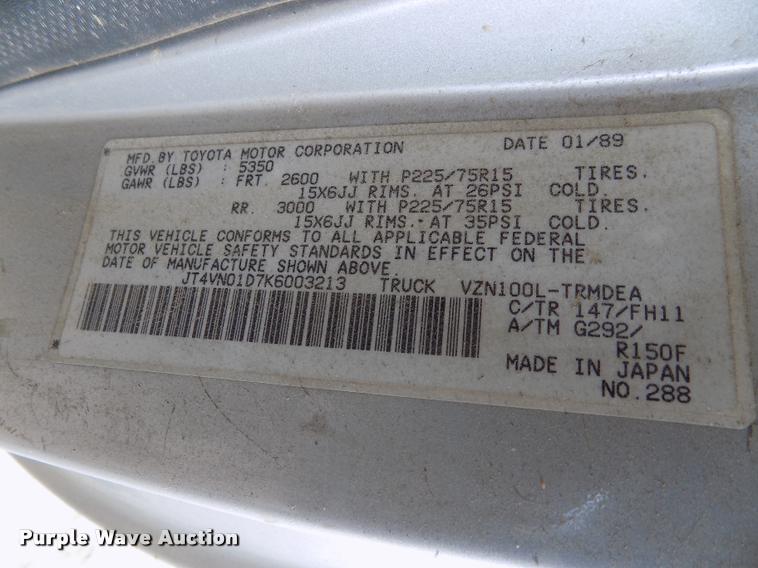 MFD. BY TOYOTA MOTOR CORPORATION DATE 01/89
GVWR (LBS) : 5350
GAWR (LBS) : FRT. 2600 WITH P225/75R15 TIRES.
15X6JJ RIMS. AT 26PSI COLD.
RR. 3000 WITH P225/75R15 TIRES.
15X6JJ RIMS. AT 35PSI COLD.
THIS VEHICLE CONFORMS TO ALL APPLICABLE FEDERAL
MOTOR VEHICLE SAFETY STANDARDS IN EFFECT ON THE
DATE OF MANUFACTURE SHOWN ABOVE.
JT4VN01D7K6003213 TRUCK VZN100L-TRMDEA
C/TR 147/FH11
A/TM G292/
R150F
MADE IN JAPAN
NO.288
Purple Wave Auction